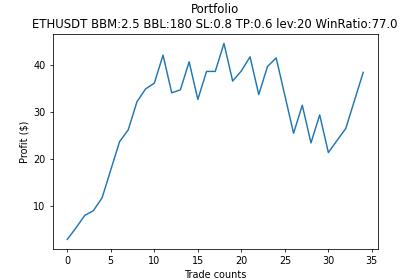 Portfolio
ETHUSDT BBM:2.5 BBL:180 SL:0.8 TP:0.6 lev:20 WinRatio:77.0
Profit ($)
40
30
20
10
0 5 10 15 20 25 30 35
Trade counts